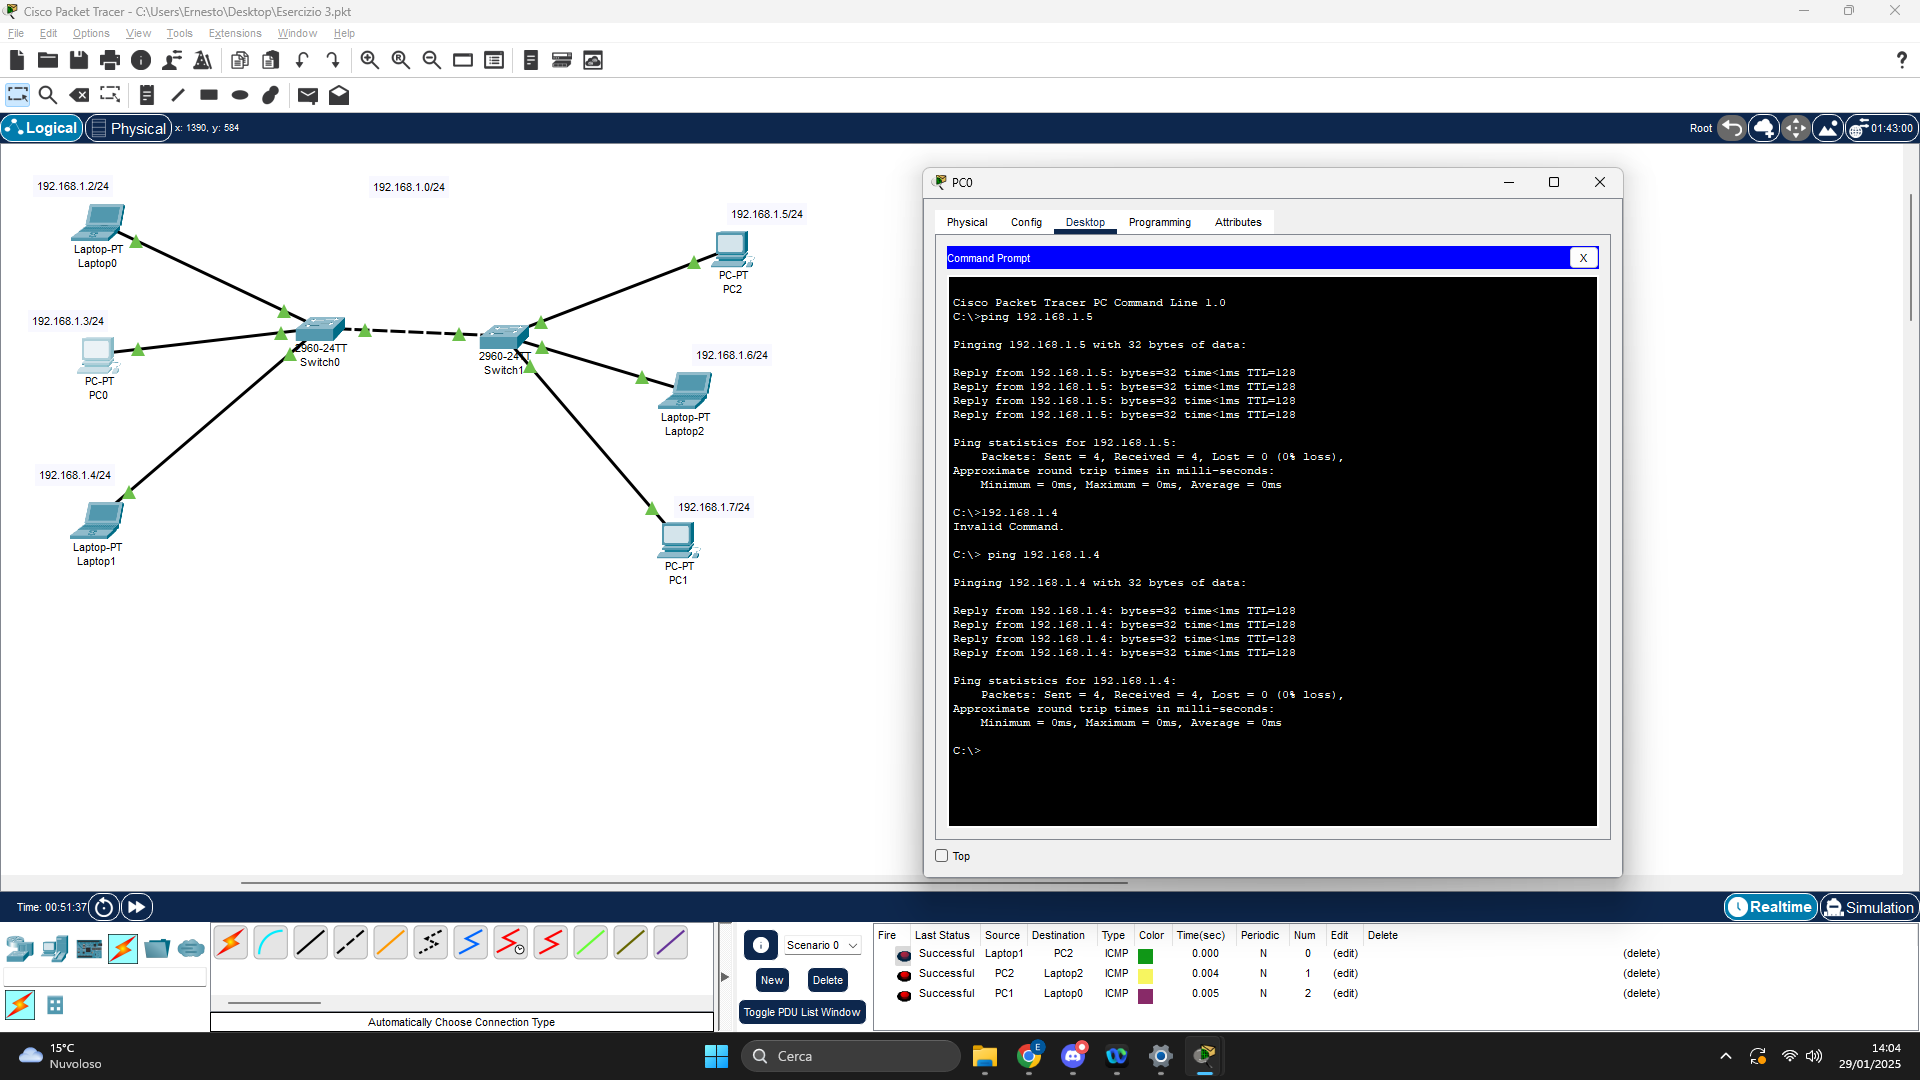 Cisco Packet Tracer - C:\Users\Ernesto\Desktop\Esercizio 3.pkt
File Edit Options View Tools Extensions Window Help
Logical
Physical
x: 1390, y: 584
Root
01:43:00
192.168.1.2/24
192.168.1.0/24
Laptop-PT
Laptop0
192.168.1.5/24
PC-PT
PC2
192.168.1.3/24
PC-PT
PC0
2960-24TT
Switch0
2960-24TT
Switch1
192.168.1.6/24
Laptop-PT
Laptop2
192.168.1.4/24
Laptop-PT
Laptop1
192.168.1.7/24
PC-PT
PC1
PC0
Physical Config Desktop Programming Attributes
Command Prompt
X
Cisco Packet Tracer PC Command Line 1.0
C:\>ping 192.168.1.5
Pinging 192.168.1.5 with 32 bytes of data:
Reply from 192.168.1.5: bytes=32 time<1ms TTL=128
Reply from 192.168.1.5: bytes=32 time<1ms TTL=128
Reply from 192.168.1.5: bytes=32 time<1ms TTL=128
Reply from 192.168.1.5: bytes=32 time<1ms TTL=128
Ping statistics for 192.168.1.5:
Packets: Sent = 4, Received = 4, Lost = 0 (0% loss),
Approximate round trip times in milli-seconds:
Minimum = 0ms, Maximum = 0ms, Average = 0ms
C:\>192.168.1.4
Invalid Command.
C:\> ping 192.168.1.4
Pinging 192.168.1.4 with 32 bytes of data:
Reply from 192.168.1.4: bytes=32 time<1ms TTL=128
Reply from 192.168.1.4: bytes=32 time<1ms TTL=128
Reply from 192.168.1.4: bytes=32 time<1ms TTL=128
Reply from 192.168.1.4: bytes=32 time<1ms TTL=128
Ping statistics for 192.168.1.4:
Packets: Sent = 4, Received = 4, Lost = 0 (0% loss),
Approximate round trip times in milli-seconds:
Minimum = 0ms, Maximum = 0ms, Average = 0ms
C:\>
Top
Time: 00:51:37
Realtime
Simulation
Automatically Choose Connection Type
Scenario 0
New
Delete
Toggle PDU List Window
Fire Last Status Source Destination Type Color Time(sec) Periodic Num Edit Delete
Successful Laptop1 PC2 ICMP 0.000 N 0 (edit) (delete)
Successful PC2 Laptop2 ICMP 0.004 N 1 (edit) (delete)
Successful PC1 Laptop0 ICMP 0.005 N 2 (edit) (delete)
15°C
Nuvoloso
Cerca
E
14:04
29/01/2025